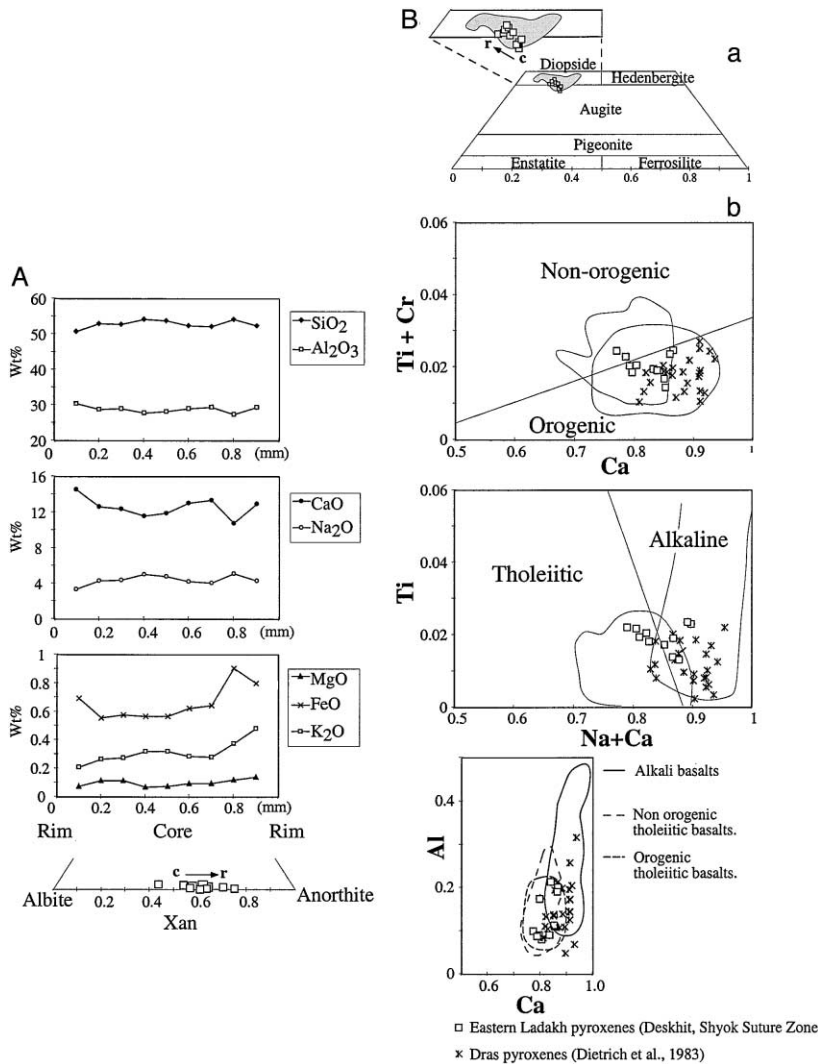 B
a
r
c
Diopside
Hedenbergite
Augite
Pigeonite
Enstatite
Ferrosilite
0 0.2 0.4 0.6 0.8 1
b
0.06
0.04
0.02
0
Ti + Cr
Non-orogenic
Orogenic
0.5 0.6 0.7 0.8 0.9 1
Ca
A
60
50
40
30
20
Wt%
SiO2
Al2O3
0 0.2 0.4 0.6 0.8 (mm)
16
12
8
4
0
Wt%
CaO
Na2O
0 0.2 0.4 0.6 0.8 (mm)
1
0.8
0.6
0.4
0.2
0
Wt%
MgO
FeO
K2O
0 0.2 0.4 0.6 0.8 (mm)
Rim Core Rim
c r
Albite 0.2 0.4 0.6 0.8 Anorthite
Xan
0.06
0.04
0.02
0
Ti
Tholeiitic
Alkaline
0.5 0.6 0.7 0.8 0.9 1
Na+Ca
0.4
0.2
0
Al
0.6 0.8 1.0
Ca
Alkali basalts
Non orogenic
tholeiitic basalts.
Orogenic
tholeiitic basalts.
Eastern Ladakh pyroxenes (Deskhit, Shyok Suture Zone
Dras pyroxenes (Dietrich et al., 1983)